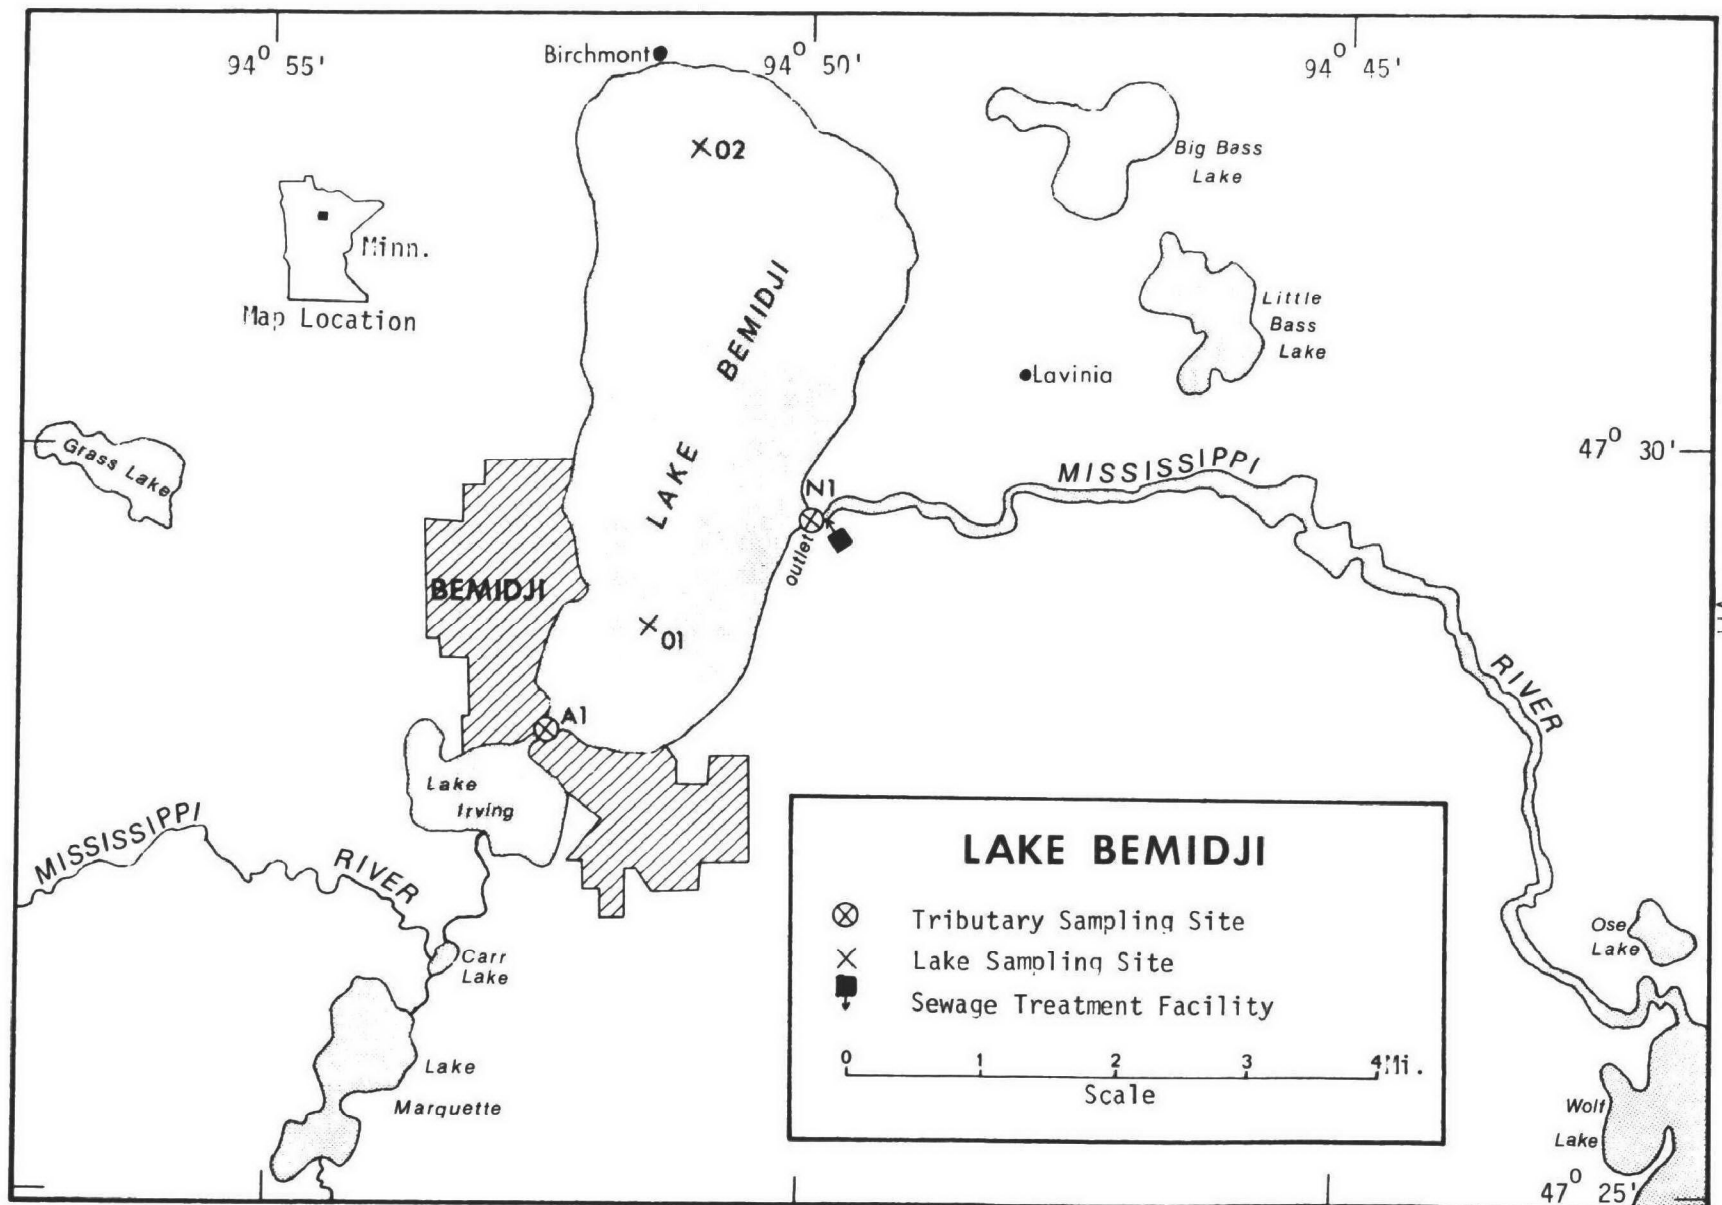 94° 55'
Birchmont
94° 50'
94° 45'
02
Big Bass
Lake
Minn.
Map Location
LAKE BEMIDJI
Little
Bass
Lake
Lavinia
Grass Lake
47° 30'
MISSISSIPPI
RIVER
Z1
outlet
BEMIDJI
01
A1
Lake
Irving
MISSISSIPPI
RIVER
Carr
Lake
Lake
Marquette
LAKE BEMIDJI
Tributary Sampling Site
Lake Sampling Site
Sewage Treatment Facility
0 1 2 3 4 Mi.
Scale
Ose
Lake
Wolf
Lake
47° 25'